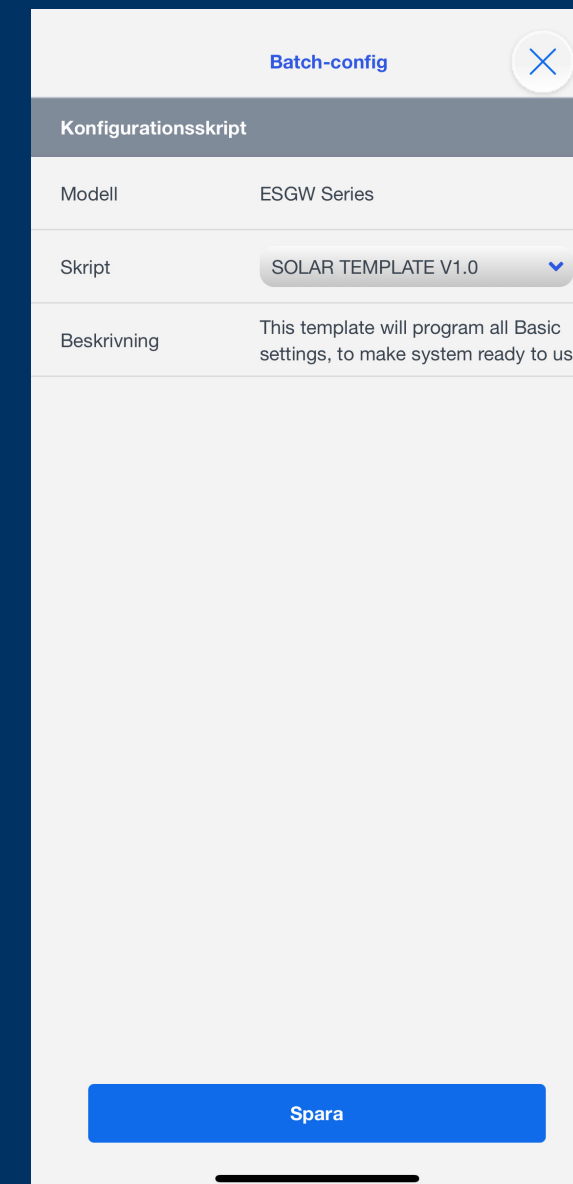 Batch-config
Konfigurationsskript
Modell
ESGW Series
Skript
SOLAR TEMPLATE V1.0
Beskrivning
This template will program all Basic
settings, to make system ready to us
Spara